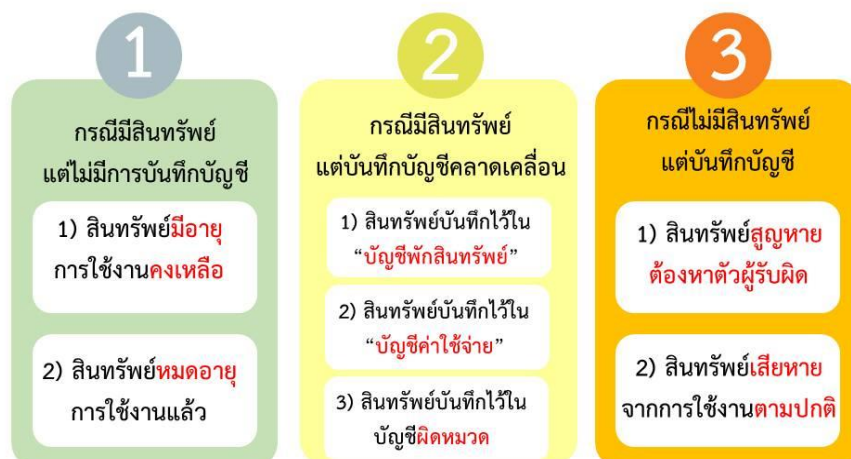 1
กรณีมีสินทรัพย์
แต่ไม่มีการบันทึกบัญชี
1) สินทรัพย์มีอายุ
การใช้งานคงเหลือ
2) สินทรัพย์หมดอายุ
การใช้งานแล้ว
2
กรณีมีสินทรัพย์
แต่บันทึกบัญชีคลาดเคลื่อน
1) สินทรัพย์บันทึกไว้ใน
“บัญชีพักสินทรัพย์”
2) สินทรัพย์บันทึกไว้ใน
“บัญชีค่าใช้จ่าย”
3) สินทรัพย์บันทึกไว้ใน
บัญชีผิดหมวด
3
กรณีไม่มีสินทรัพย์
แต่บันทึกบัญชี
1) สินทรัพย์สูญหาย
ต้องหาตัวผู้รับผิด
2) สินทรัพย์เสียหาย
จากการใช้งานตามปกติ